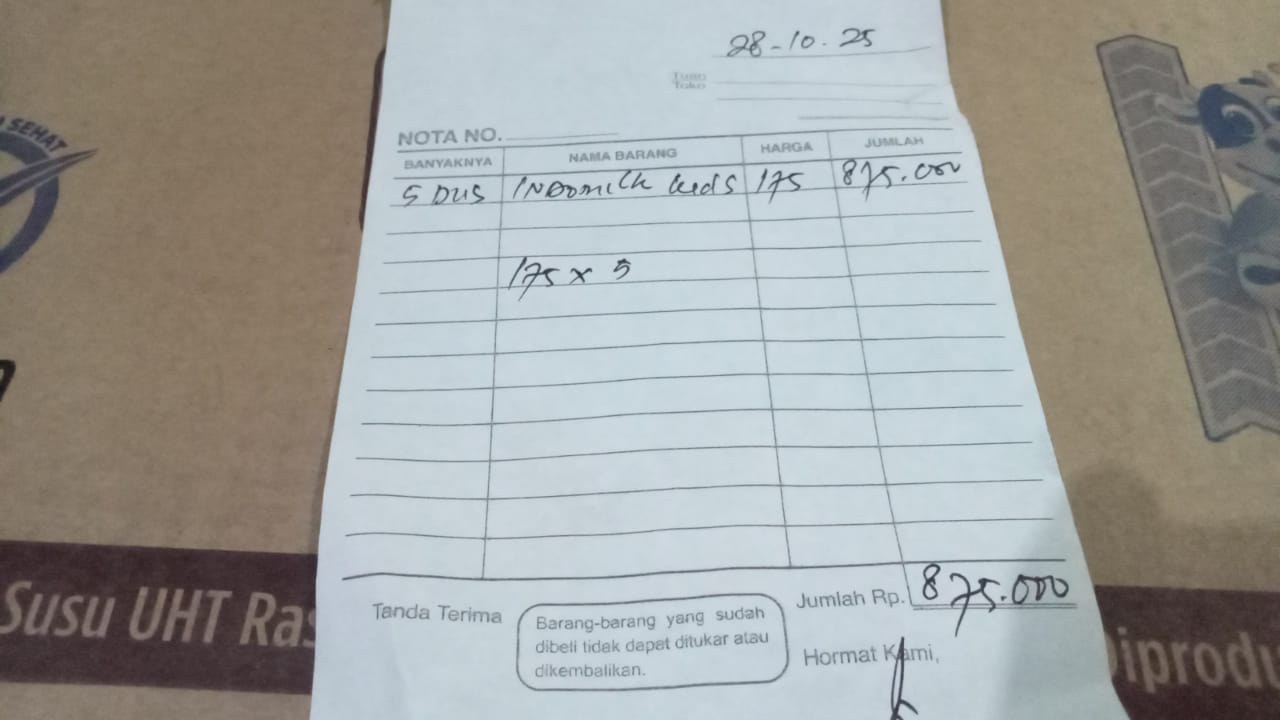 28-10.25
Tuan
Toko
NOTA NO.
BANYAKNYA NAMA BARANG HARGA JUMLAH
5 DUS INDOMILK kids 175 875.000
175 x 5
Jumlah Rp. 875.000
Tanda Terima
Barang-barang yang sudah
dibeli tidak dapat ditukar atau
dikembalikan.
Hormat Kami,
SEHAT
Susu UHT Ras
Diprodu